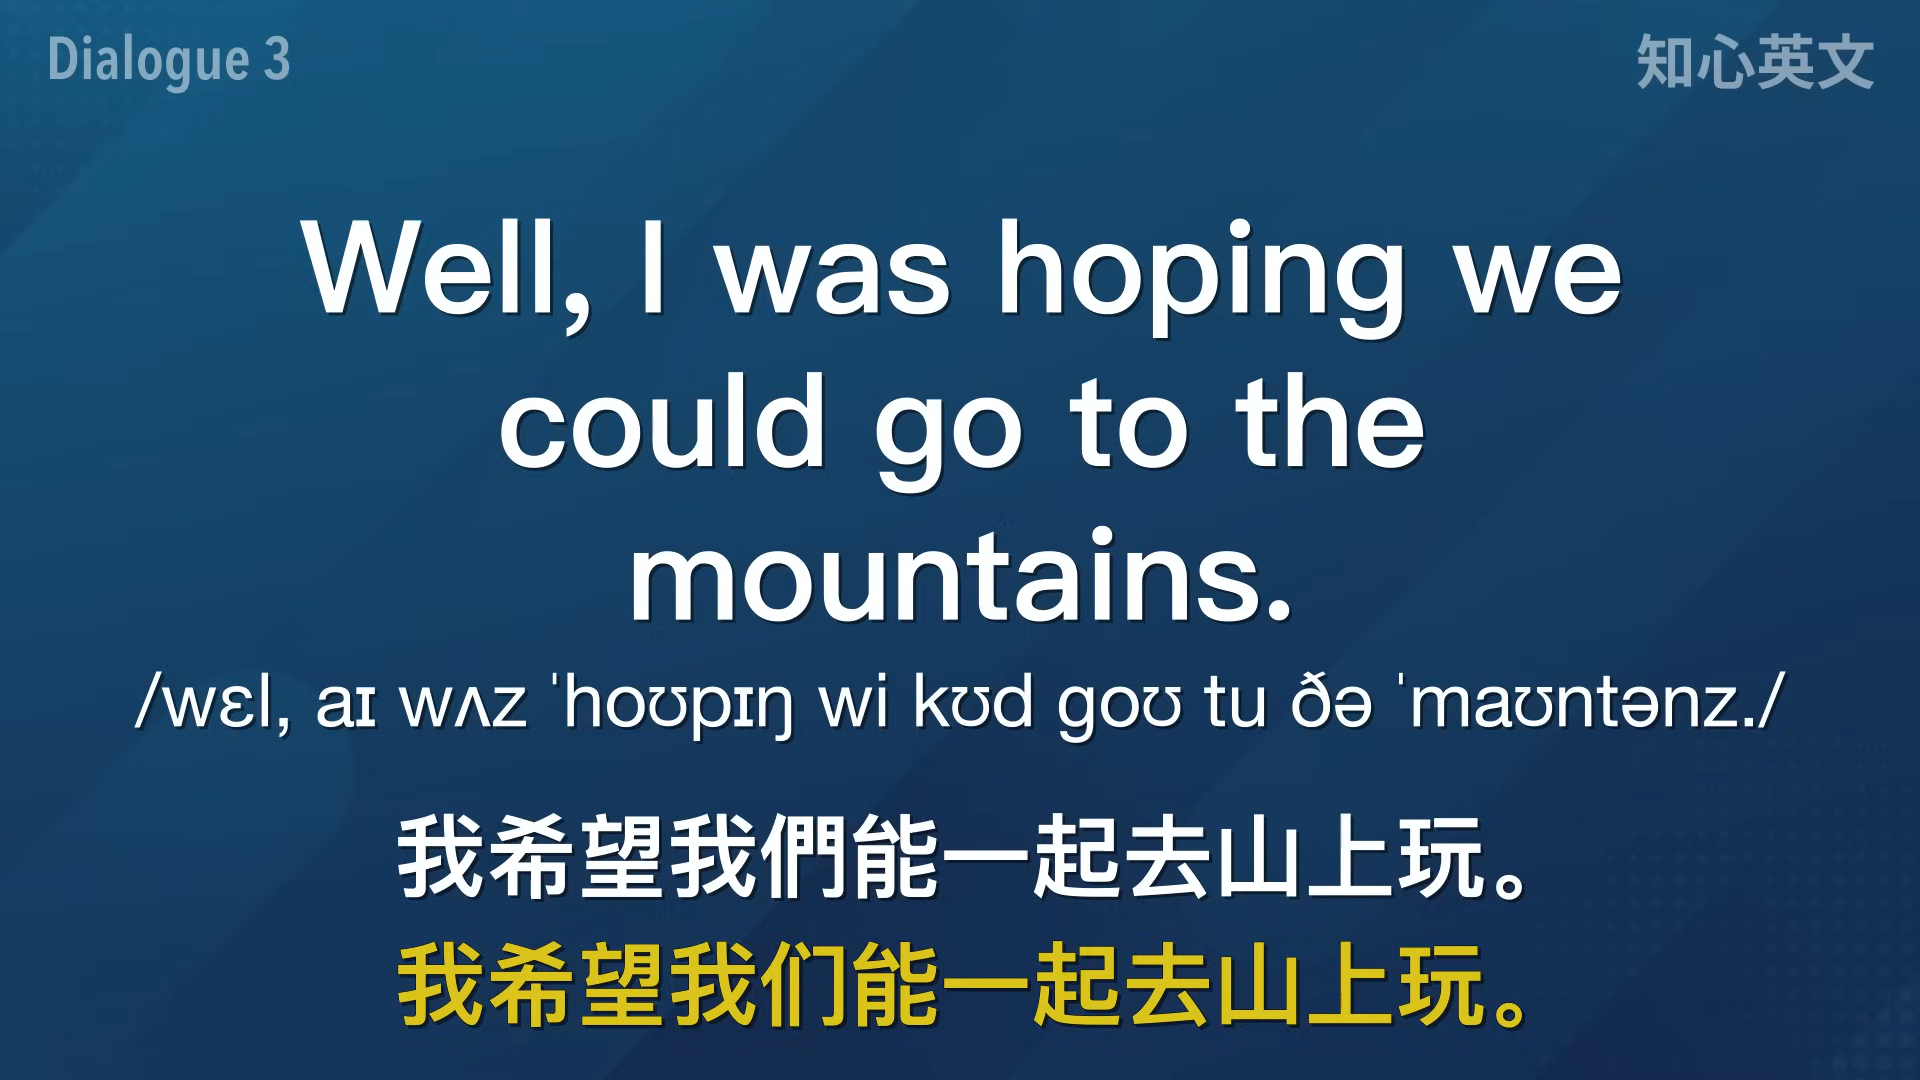 Dialogue 3
知心英文
Well, I was hoping we
could go to the
mountains.
/wɛl, aɪ wʌz ˈhoʊpɪŋ wi kʊd goʊ tu ðə ˈmaʊntənz./
我希望我們能一起去山上玩。
我希望我们能一起去山上玩。